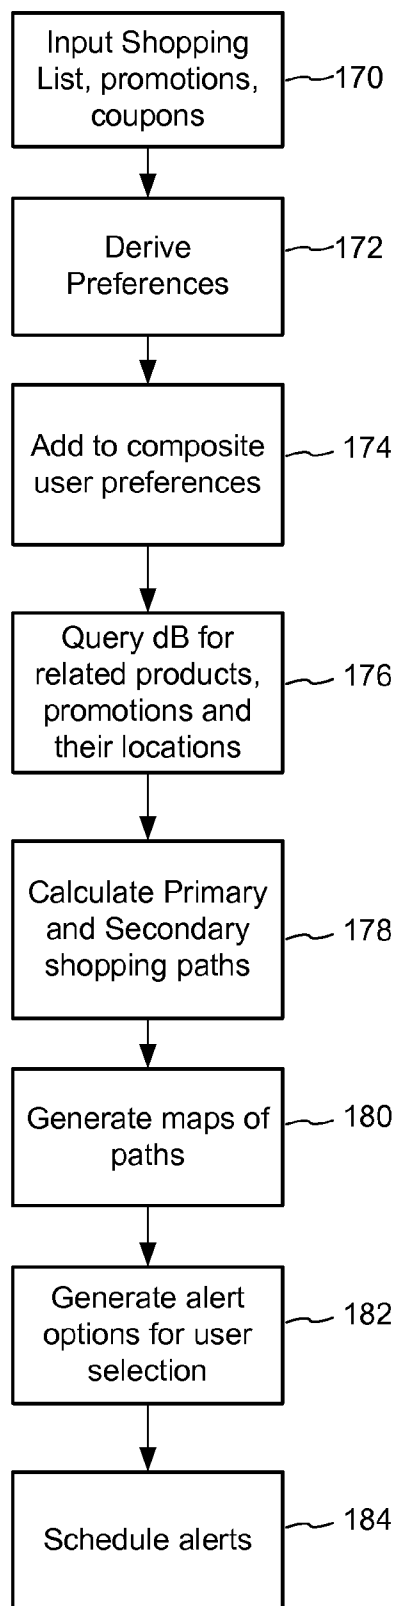 Input Shopping
List, promotions,
coupons
170
Derive
Preferences
172
Add to composite
user preferences
174
Query dB for
related products,
promotions and
their locations
176
Calculate Primary
and Secondary
shopping paths
178
Generate maps of
paths
180
Generate alert
options for user
selection
182
Schedule alerts
184